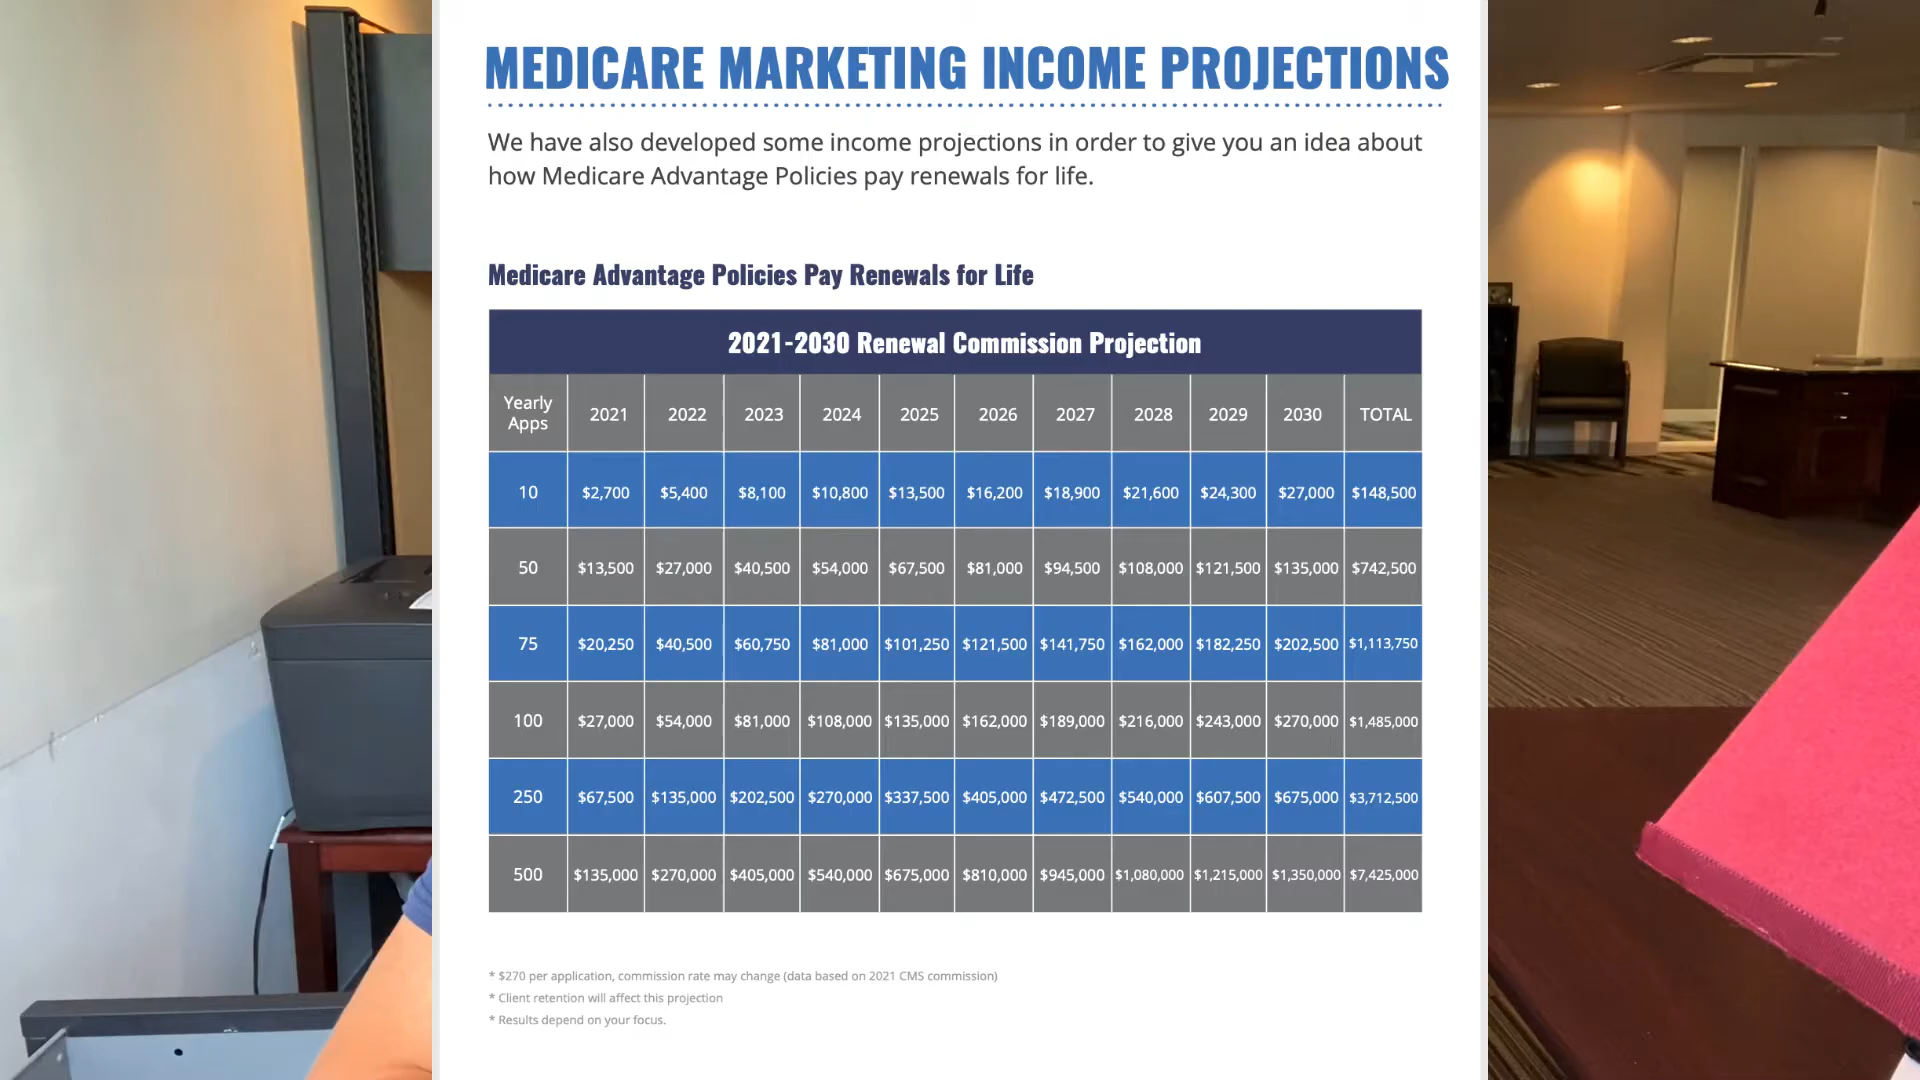 MEDICARE MARKETING INCOME PROJECTIONS
We have also developed some income projections in order to give you an idea about
how Medicare Advantage Policies pay renewals for life.
Medicare Advantage Policies Pay Renewals for Life
2021-2030 Renewal Commission Projection
Yearly Apps 2021 2022 2023 2024 2025 2026 2027 2028 2029 2030 TOTAL
10 $2,700 $5,400 $8,100 $10,800 $13,500 $16,200 $18,900 $21,600 $24,300 $27,000 $148,500
50 $13,500 $27,000 $40,500 $54,000 $67,500 $81,000 $94,500 $108,000 $121,500 $135,000 $742,500
75 $20,250 $40,500 $60,750 $81,000 $101,250 $121,500 $141,750 $162,000 $182,250 $202,500 $1,113,750
100 $27,000 $54,000 $81,000 $108,000 $135,000 $162,000 $189,000 $216,000 $243,000 $270,000 $1,485,000
250 $67,500 $135,000 $202,500 $270,000 $337,500 $405,000 $472,500 $540,000 $607,500 $675,000 $3,712,500
500 $135,000 $270,000 $405,000 $540,000 $675,000 $810,000 $945,000 $1,080,000 $1,215,000 $1,350,000 $7,425,000
* $270 per application, commission rate may change (data based on 2021 CMS commission)
* Client retention will affect this projection
* Results depend on your focus.